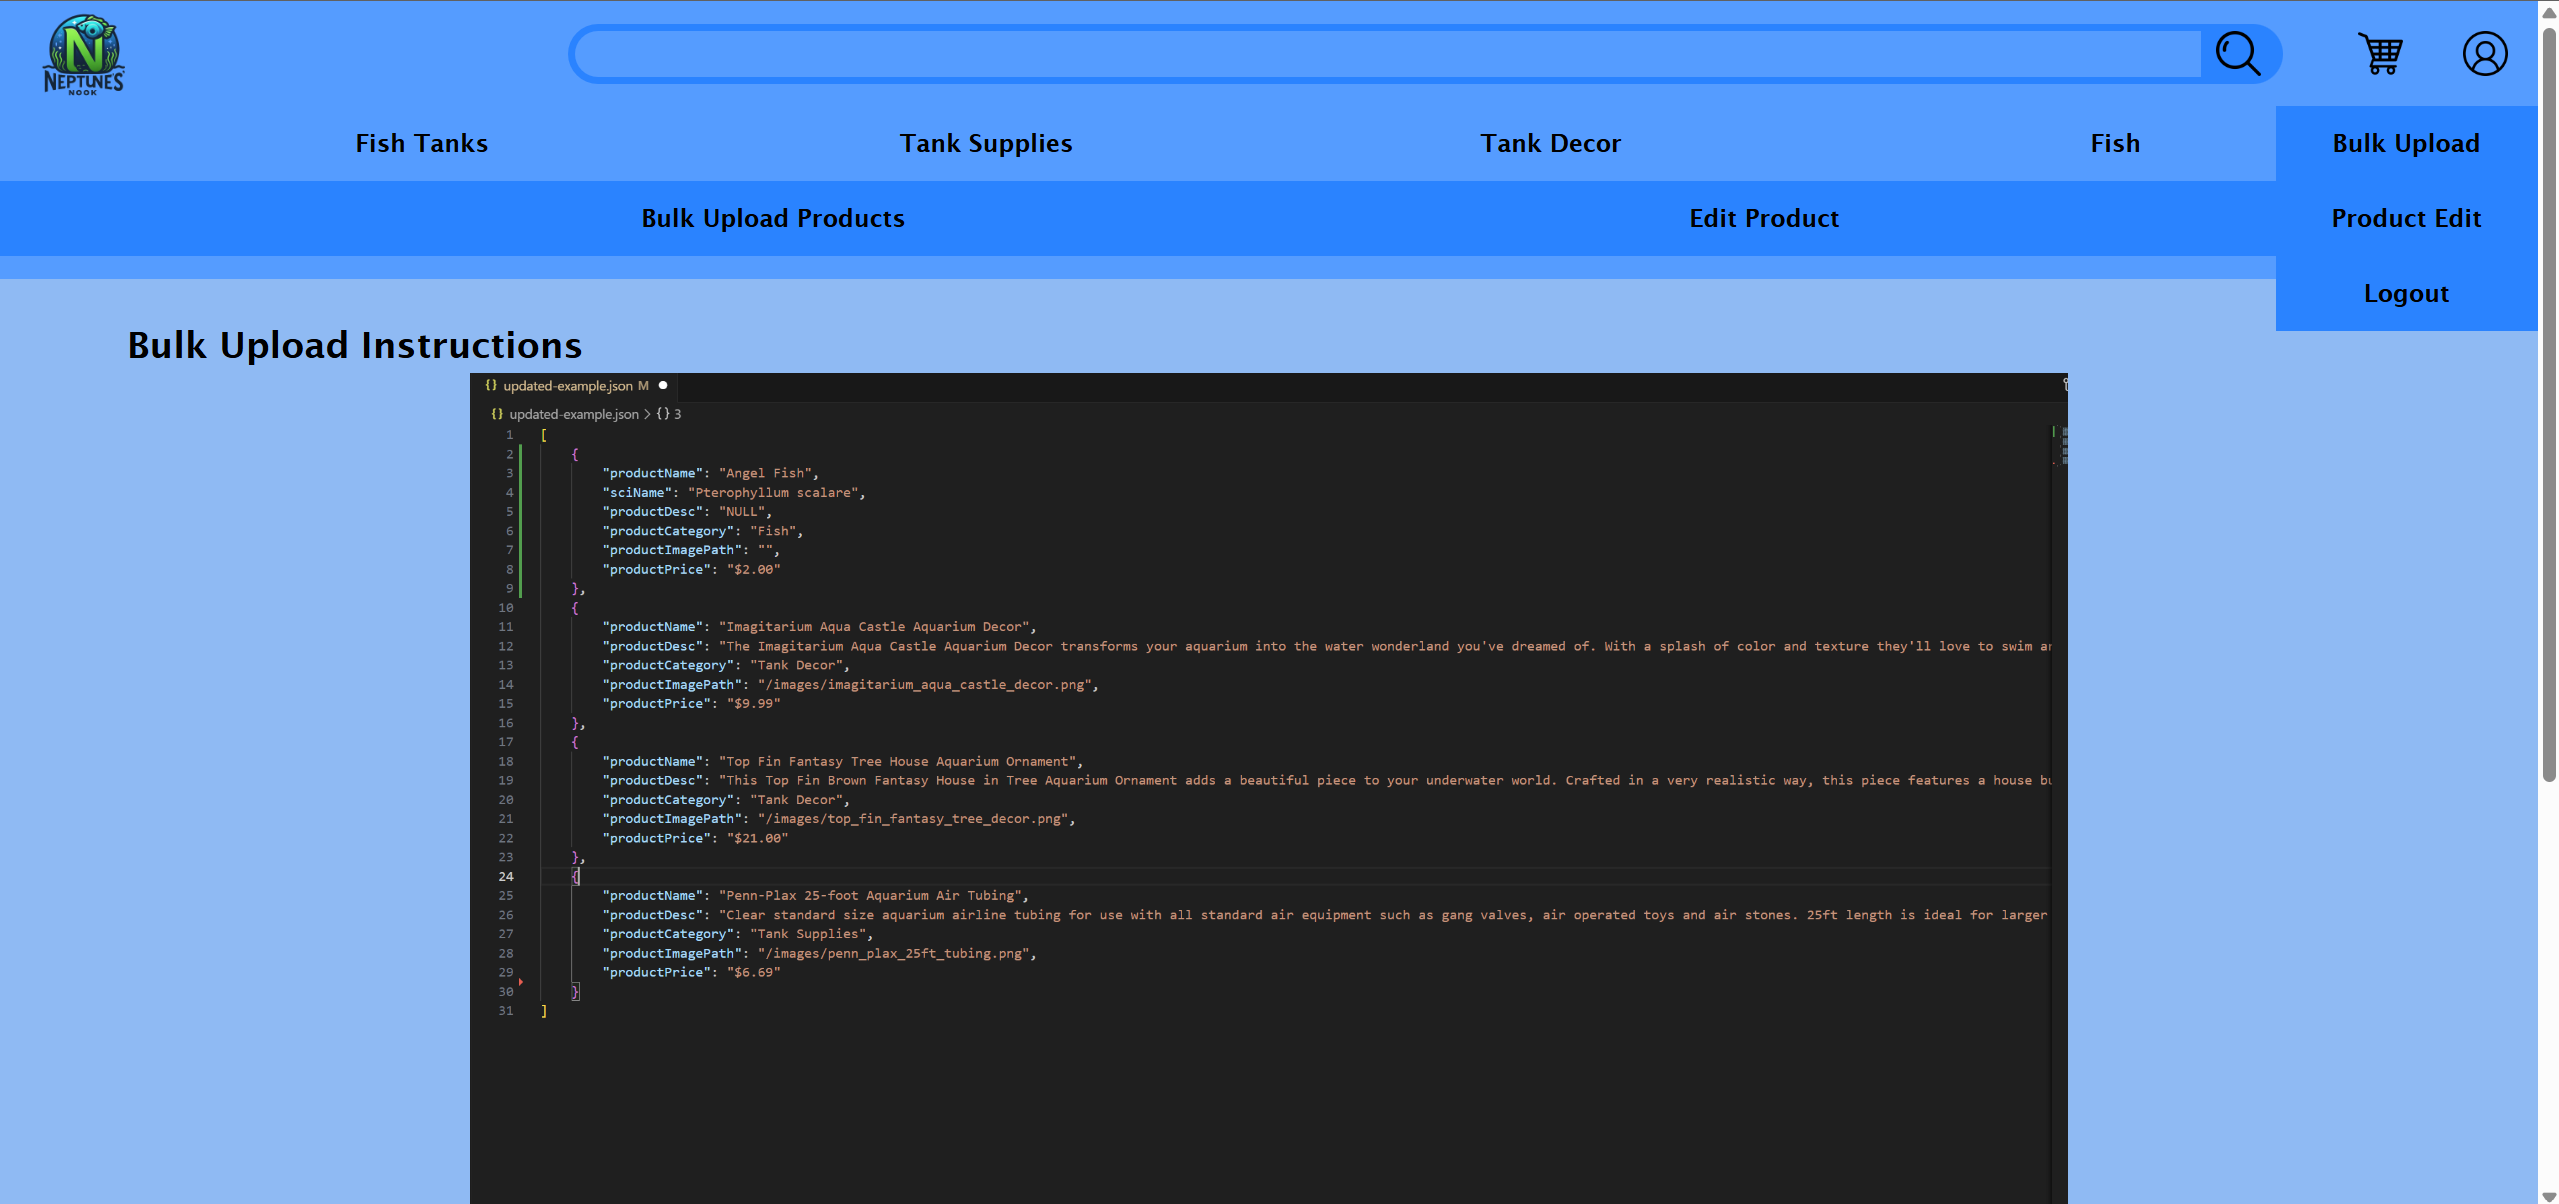 NEPTUNE'S
NOOK
Fish Tanks
Tank Supplies
Tank Decor
Fish
Bulk Upload
Bulk Upload Products
Edit Product
Product Edit
Logout
Bulk Upload Instructions
{} updated-example.json M
{} updated-example.json > {} 3
1 [
2 {
3 "productName": "Angel Fish",
4 "sciName": "Pterophyllum scalare",
5 "productDesc": "NULL",
6 "productCategory": "Fish",
7 "productImagePath": "",
8 "productPrice": "$2.00"
9 },
10 {
11 "productName": "Imagitarium Aqua Castle Aquarium Decor",
12 "productDesc": "The Imagitarium Aqua Castle Aquarium Decor transforms your aquarium into the water wonderland you've dreamed of. With a splash of color and texture they'll love to swim ar
13 "productCategory": "Tank Decor",
14 "productImagePath": "/images/imagitarium_aqua_castle_decor.png",
15 "productPrice": "$9.99"
16 },
17 {
18 "productName": "Top Fin Fantasy Tree House Aquarium Ornament",
19 "productDesc": "This Top Fin Brown Fantasy House in Tree Aquarium Ornament adds a beautiful piece to your underwater world. Crafted in a very realistic way, this piece features a house bu
20 "productCategory": "Tank Decor",
21 "productImagePath": "/images/top_fin_fantasy_tree_decor.png",
22 "productPrice": "$21.00"
23 },
24 {
25 "productName": "Penn-Plax 25-foot Aquarium Air Tubing",
26 "productDesc": "Clear standard size aquarium airline tubing for use with all standard air equipment such as gang valves, air operated toys and air stones. 25ft length is ideal for larger
27 "productCategory": "Tank Supplies",
28 "productImagePath": "/images/penn_plax_25ft_tubing.png",
29 "productPrice": "$6.69"
30 }
31 ]